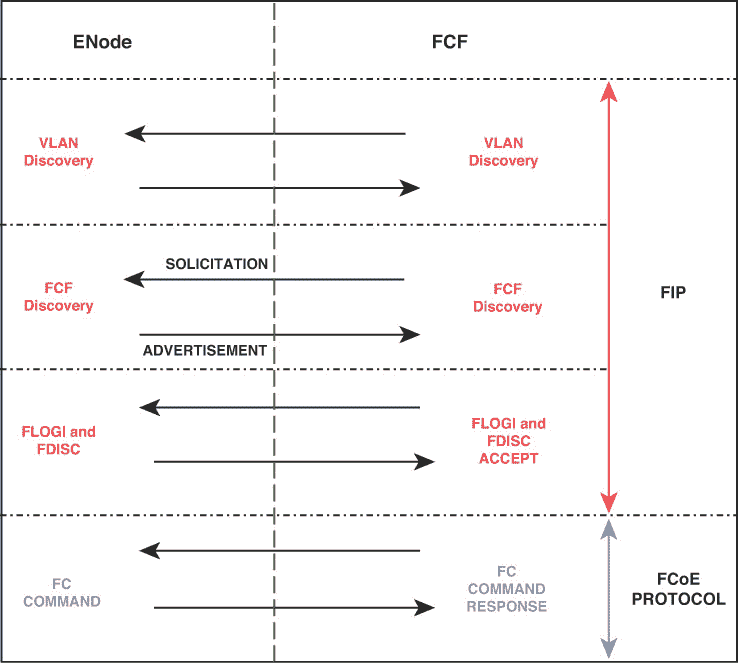 ENode
FCF
VLAN
Discovery
VLAN
Discovery
SOLICITATION
FCF
Discovery
FCF
Discovery
FIP
ADVERTISEMENT
FLOGI and
FDISC
FLOGI and
FDISC
ACCEPT
FC
COMMAND
FC
COMMAND
RESPONSE
FCoE
PROTOCOL